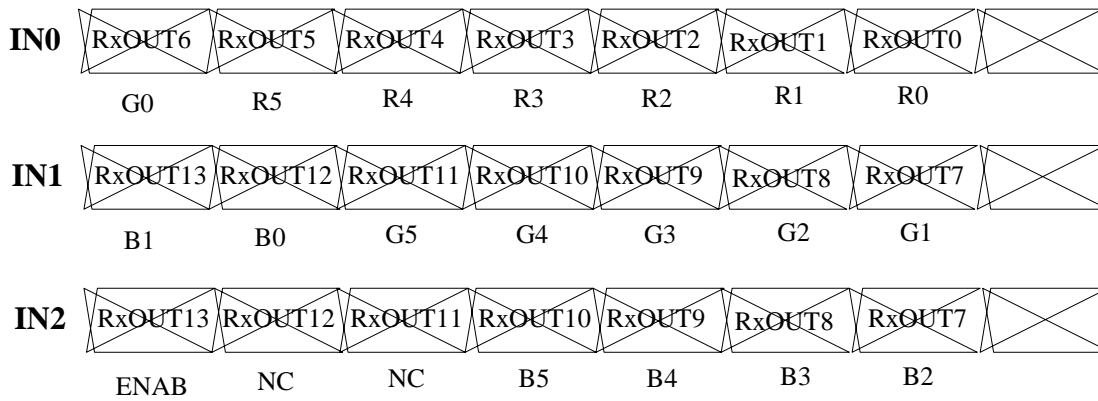 IN0 RxOUT6 RxOUT5 RxOUT4 RxOUT3 RxOUT2 RxOUT1 RxOUT0
G0 R5 R4 R3 R2 R1 R0
IN1 RxOUT13 RxOUT12 RxOUT11 RxOUT10 RxOUT9 RxOUT8 RxOUT7
B1 B0 G5 G4 G3 G2 G1
IN2 RxOUT13 RxOUT12 RxOUT11 RxOUT10 RxOUT9 RxOUT8 RxOUT7
ENAB NC NC B5 B4 B3 B2